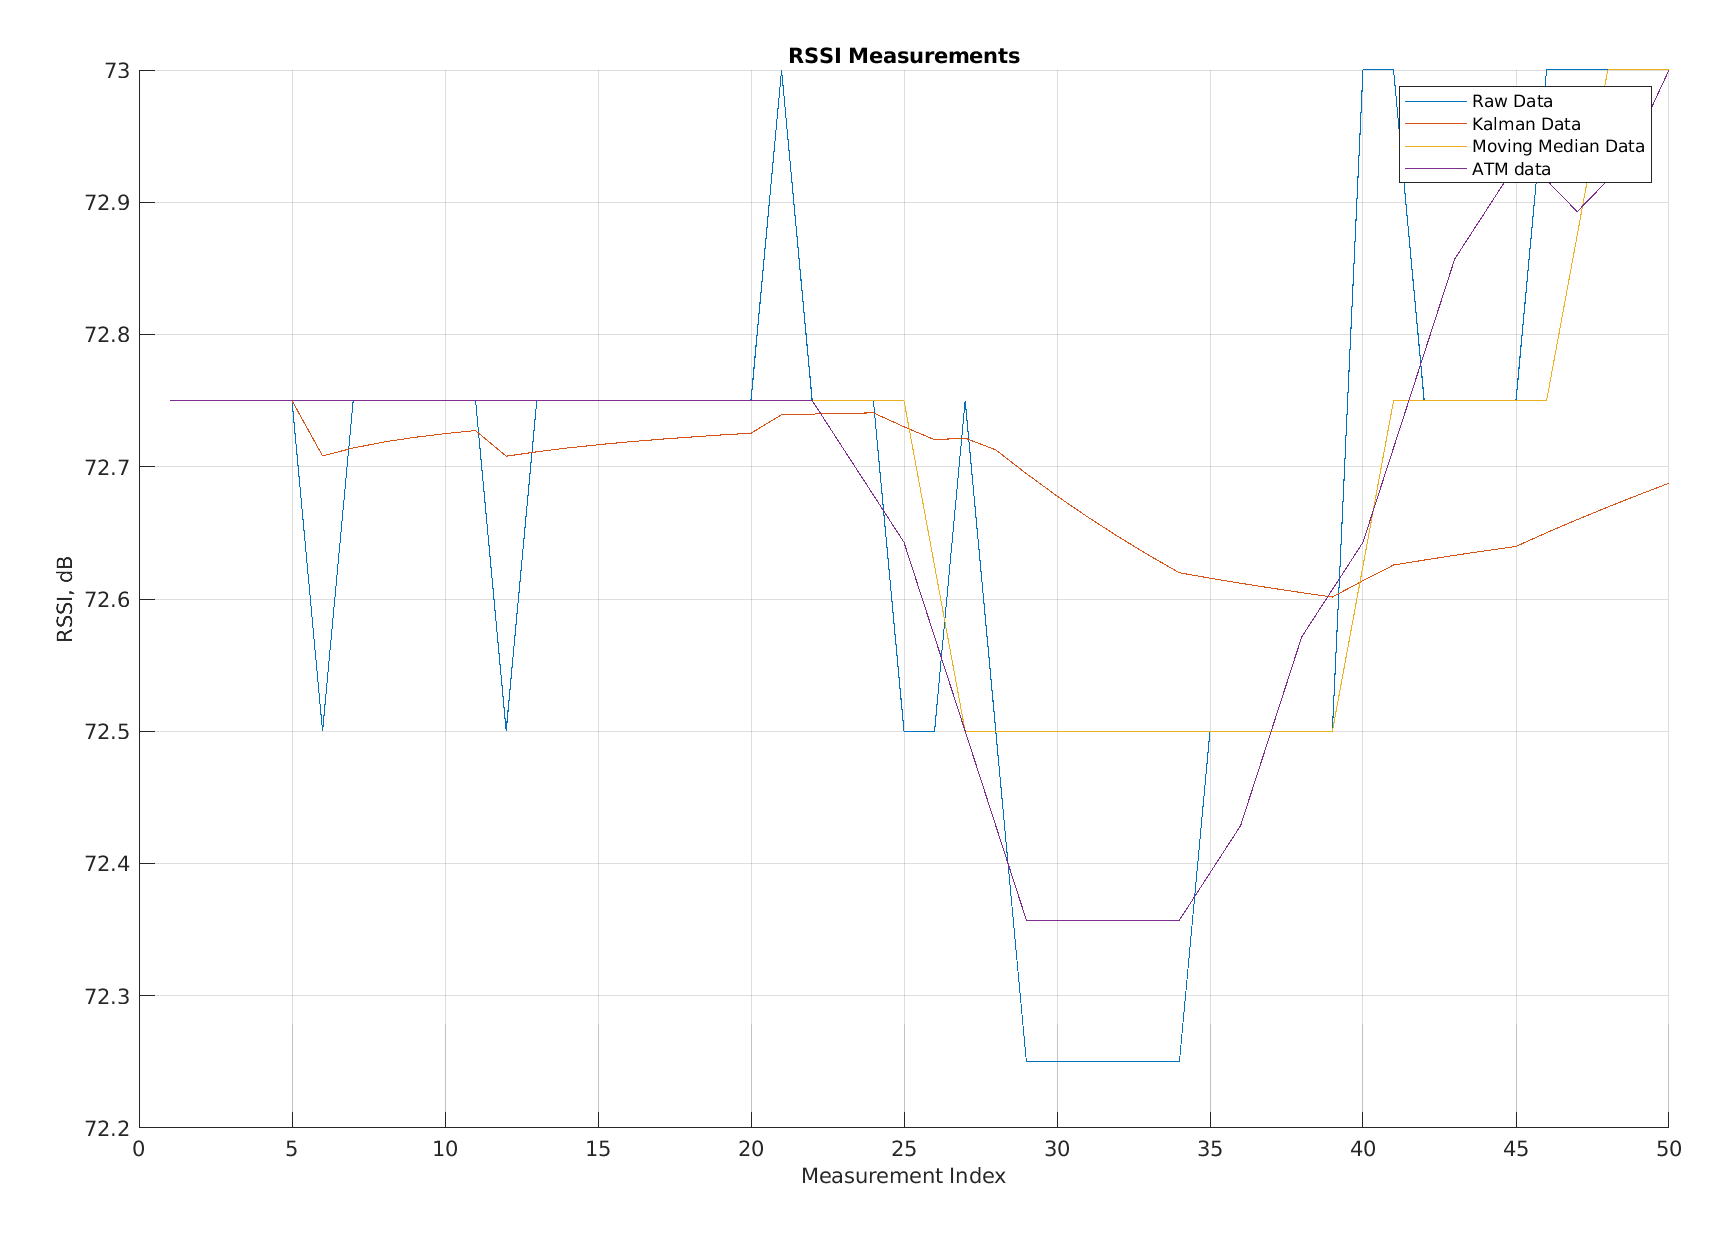 RSSI Measurements
73
72.9
72.8
72.7
72.6
72.5
72.4
72.3
72.2
RSSI, dB
Raw Data
Kalman Data
Moving Median Data
ATM data
0 5 10 15 20 25 30 35 40 45 50
Measurement Index